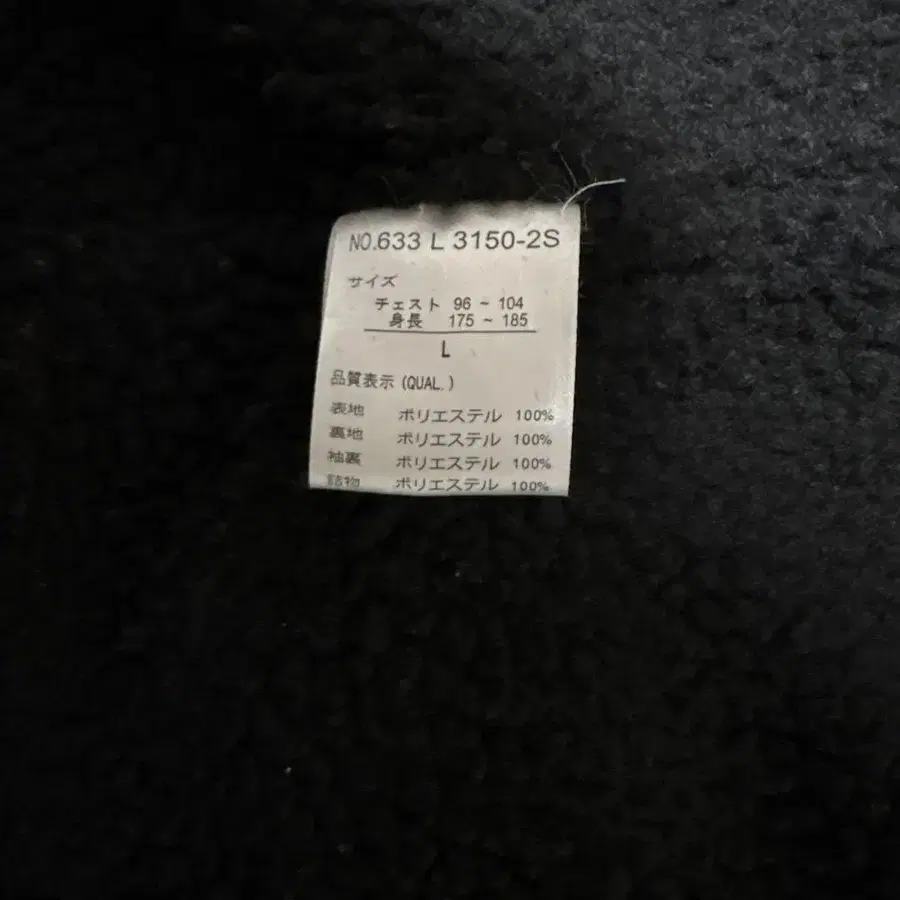 NO.633 L 3150-2S
サイズ
チェスト 96 ~ 104
身長 175 ~ 185
L
品質表示 (QUAL.)
表地 ポリエステル 100%
裏地 ポリエステル 100%
袖裏 ポリエステル 100%
詰物 ポリエステル 100%